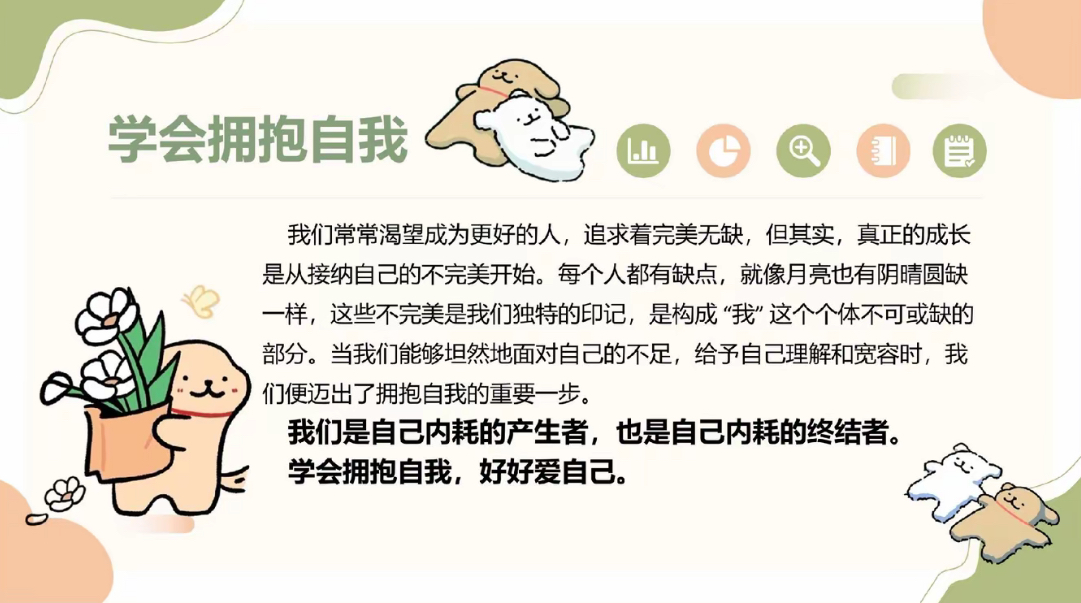 学会拥抱自我
我们常常渴望成为更好的人，追求着完美无缺，但其实，真正的成长
是从接纳自己的不完美开始。每个人都有缺点，就像月亮也有阴晴圆缺
一样，这些不完美是我们独特的印记，是构成“我”这个个体不可或缺的
部分。当我们能够坦然地面对自己的不足，给予自己理解和宽容时，我
们便迈出了拥抱自我的重要一步。
我们是自己内耗的产生者，也是自己内耗的终结者。
学会拥抱自我，好好爱自己。